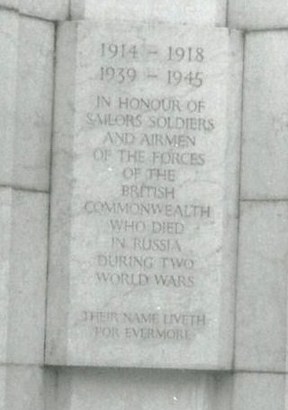 1914 – 1918
1939 – 1945
IN HONOUR OF
SAILORS SOLDIERS
AND AIRMEN
OF THE FORCES
OF THE
BRITISH
COMMONWEALTH
WHO DIED
IN RUSSIA
DURING TWO
WORLD WARS
THEIR NAME LIVETH
FOR EVERMORE